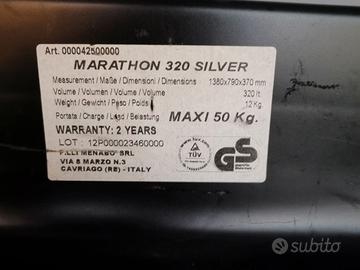 Art. 000042500000
MARATHON 320 SILVER
Measurement / Maße / Dimensioni / Dimensions 1380x790x370 mm
Volume / Volumen / Volume / Volume 320 lt.
Weight / Gewicht / Peso / Poids 12 Kg.
Portata / Charge / Load / Belastung MAXI 50 Kg.
WARRANTY: 2 YEARS
LOT : 12P000023460000
F.LLI MENABO' SRL
VIA 8 MARZO N.3
CAVRIAGO (RE) - ITALY
TÜV
GS
subito